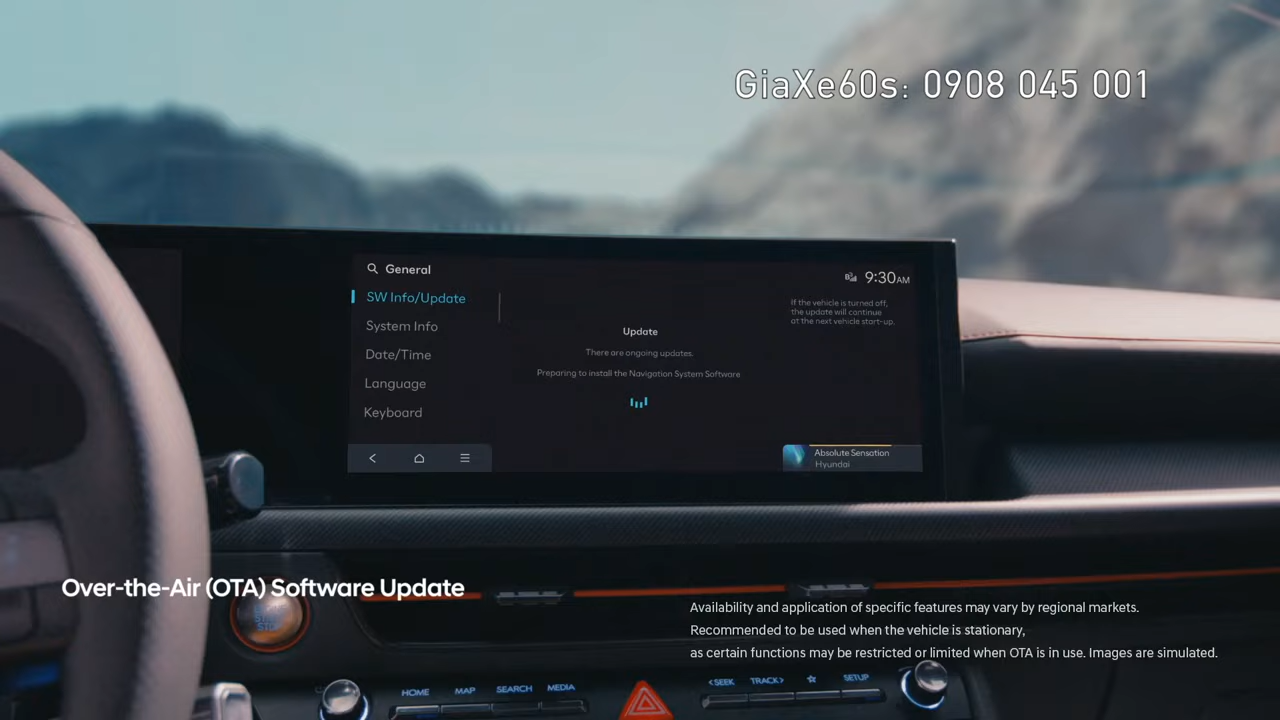 GiaXe60s: 0908 045 001
General
SW Info/Update
System Info
Date/Time
Language
Keyboard
9:30AM
If the vehicle is turned off,
the update will continue
at the next vehicle start-up.
Update
There are ongoing updates.
Preparing to install the Navigation System Software
Absolute Sensation
Hyundai
Over-the-Air (OTA) Software Update
Availability and application of specific features may vary by regional markets.
Recommended to be used when the vehicle is stationary,
as certain functions may be restricted or limited when OTA is in use. Images are simulated.
HOME MAP SEARCH MEDIA
<SEEK TRACK> ☆ SETUP